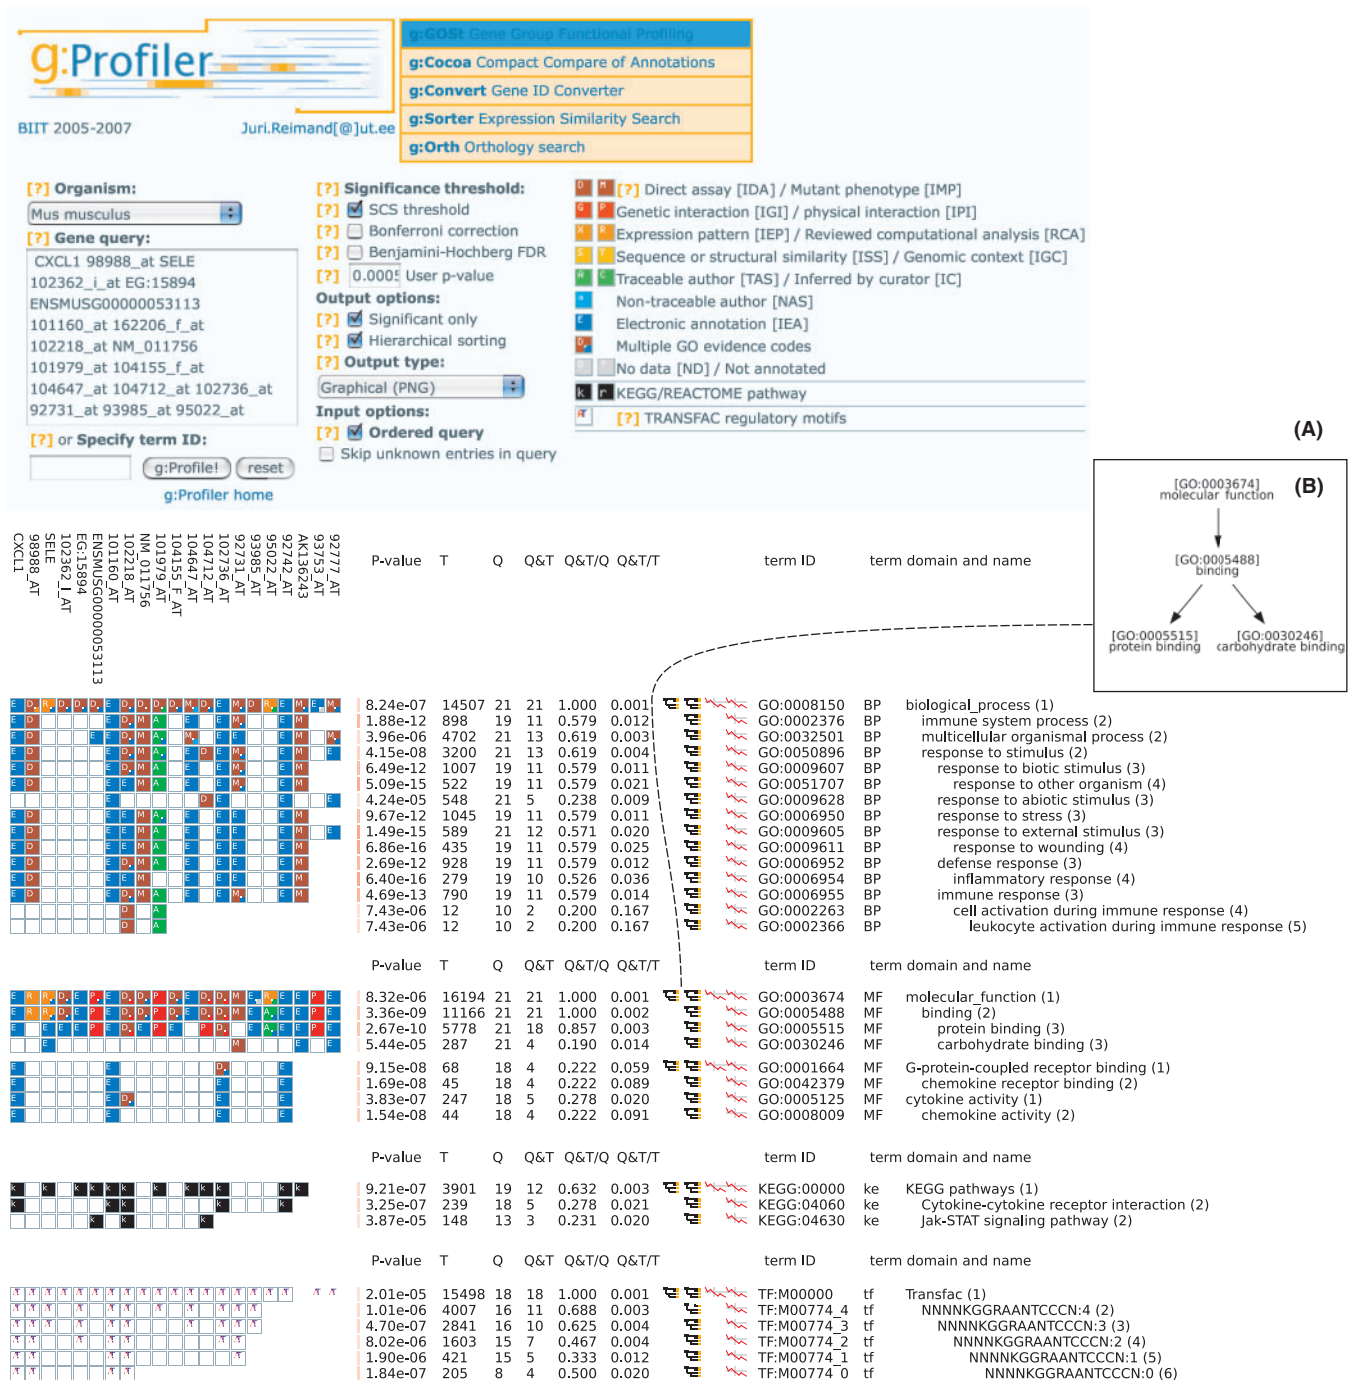 g:Profiler
BIIT 2005-2007 Juri.Reimand[@]ut.ee
g:GOSt Gene Group Functional Profiling
g:Cocoa Compact Compare of Annotations
g:Convert Gene ID Converter
g:Sorter Expression Similarity Search
g:Orth Orthology search
[?] Organism:
Mus musculus
[?] Gene query:
CXCL1 98988_at SELE
102362_i_at EG:15894
ENSMUSG00000053113
101160_at 162206_f_at
102218_at NM_011756
101979_at 104155_f_at
104647_at 104712_at 102736_at
92731_at 93985_at 95022_at
[?] or Specify term ID:
g:Profile! reset
g:Profiler home
[?] Significance threshold:
[?] SCS threshold
[?] Bonferroni correction
[?] Benjamini-Hochberg FDR
[?] 0.0005 User p-value
Output options:
[?] Significant only
[?] Hierarchical sorting
[?] Output type:
Graphical (PNG)
Input options:
[?] Ordered query
Skip unknown entries in query
[?] Direct assay [IDA] / Mutant phenotype [IMP]
Genetic interaction [IGI] / physical interaction [IPI]
Expression pattern [IEP] / Reviewed computational analysis [RCA]
Sequence or structural similarity [ISS] / Genomic context [IGC]
Traceable author [TAS] / Inferred by curator [IC]
Non-traceable author [NAS]
Electronic annotation [IEA]
Multiple GO evidence codes
No data [ND] / Not annotated
k r KEGG/REACTOME pathway
[?] TRANSFAC regulatory motifs
(A)
(B)
[GO:0003674]
molecular function
[GO:0005488]
binding
[GO:0005515]
protein binding
[GO:0030246]
carbohydrate binding
CXCL1
98988_AT
SELE
102362_I_AT
EG:15894
ENSMUSG00000053113
101160_AT
102218_AT
NM_011756
101979_AT
104155_F_AT
104647_AT
104712_AT
102736_AT
92731_AT
93985_AT
95022_AT
92742_AT
AK136243
93753_AT
92777_AT
P-value T Q Q&T Q&T/Q Q&T/T term ID term domain and name
8.24e-07 14507 21 21 1.000 0.001 GO:0008150 BP biological_process (1)
1.88e-12 898 19 11 0.579 0.012 GO:0002376 BP immune system process (2)
3.96e-06 4702 21 13 0.619 0.003 GO:0032501 BP multicellular organismal process (2)
4.15e-08 3200 21 13 0.619 0.004 GO:0050896 BP response to stimulus (2)
6.49e-12 1007 19 11 0.579 0.011 GO:0009607 BP response to biotic stimulus (3)
5.09e-15 522 19 11 0.579 0.021 GO:0051707 BP response to other organism (4)
4.24e-05 548 21 5 0.238 0.009 GO:0009628 BP response to abiotic stimulus (3)
9.67e-12 1045 19 11 0.579 0.011 GO:0006950 BP response to stress (3)
1.49e-15 589 21 12 0.571 0.020 GO:0009605 BP response to external stimulus (3)
6.86e-16 435 19 11 0.579 0.025 GO:0009611 BP response to wounding (4)
2.69e-12 928 19 11 0.579 0.012 GO:0006952 BP defense response (3)
6.40e-16 279 19 10 0.526 0.036 GO:0006954 BP inflammatory response (4)
4.69e-13 790 19 11 0.579 0.014 GO:0006955 BP immune response (3)
7.43e-06 12 10 2 0.200 0.167 GO:0002263 BP cell activation during immune response (4)
7.43e-06 12 10 2 0.200 0.167 GO:0002366 BP leukocyte activation during immune response (5)
P-value T Q Q&T Q&T/Q Q&T/T term ID term domain and name
8.32e-06 16194 21 21 1.000 0.001 GO:0003674 MF molecular_function (1)
3.36e-09 11166 21 21 1.000 0.002 GO:0005488 MF binding (2)
2.67e-10 5778 21 18 0.857 0.003 GO:0005515 MF protein binding (3)
5.44e-05 287 21 4 0.190 0.014 GO:0030246 MF carbohydrate binding (3)
9.15e-08 68 18 4 0.222 0.059 GO:0001664 MF G-protein-coupled receptor binding (1)
1.69e-08 45 18 4 0.222 0.089 GO:0042379 MF chemokine receptor binding (2)
3.83e-07 247 18 5 0.278 0.020 GO:0005125 MF cytokine activity (1)
1.54e-08 44 18 4 0.222 0.091 GO:0008009 MF chemokine activity (2)
P-value T Q Q&T Q&T/Q Q&T/T term ID term domain and name
9.21e-07 3901 19 12 0.632 0.003 KEGG:00000 ke KEGG pathways (1)
3.25e-07 239 18 5 0.278 0.021 KEGG:04060 ke Cytokine-cytokine receptor interaction (2)
3.87e-05 148 13 3 0.231 0.020 KEGG:04630 ke Jak-STAT signaling pathway (2)
P-value T Q Q&T Q&T/Q Q&T/T term ID term domain and name
2.01e-05 15498 18 18 1.000 0.001 TF:M00000 tf Transfac (1)
1.01e-06 4007 16 11 0.688 0.003 TF:M00774_4 tf NNNNKGGRAANTCCCN:4 (2)
4.70e-07 2841 16 10 0.625 0.004 TF:M00774_3 tf NNNNKGGRAANTCCCN:3 (3)
8.02e-06 1603 15 7 0.467 0.004 TF:M00774_2 tf NNNNKGGRAANTCCCN:2 (4)
1.90e-06 421 15 5 0.333 0.012 TF:M00774_1 tf NNNNKGGRAANTCCCN:1 (5)
1.84e-07 205 8 4 0.500 0.020 TF:M00774_0 tf NNNNKGGRAANTCCCN:0 (6)